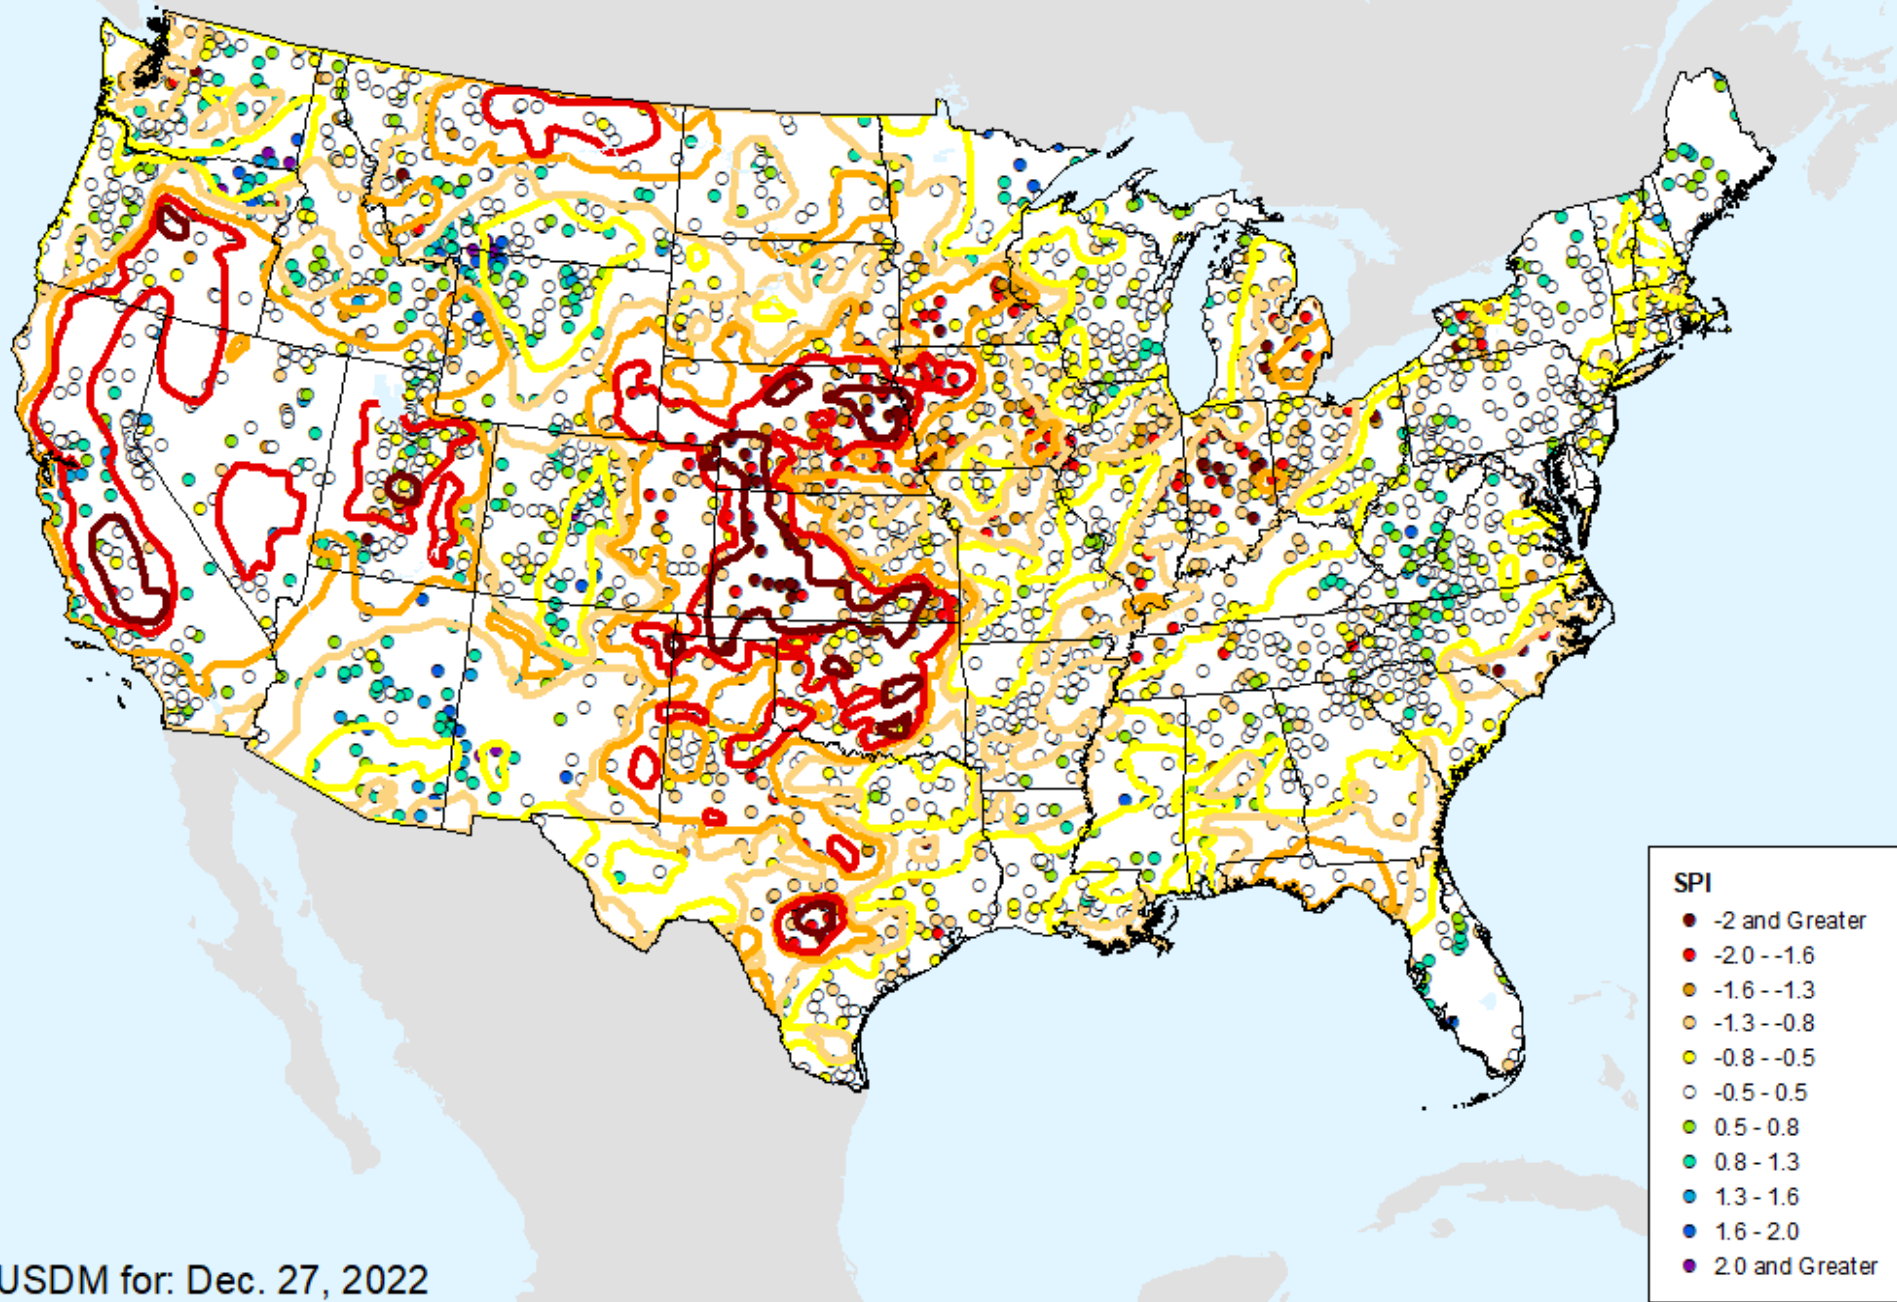 SPI
-2 and Greater
-2.0 - -1.6
-1.6 - -1.3
-1.3 - -0.8
-0.8 - -0.5
-0.5 - 0.5
0.5 - 0.8
0.8 - 1.3
1.3 - 1.6
1.6 - 2.0
2.0 and Greater
USDM for: Dec. 27, 2022